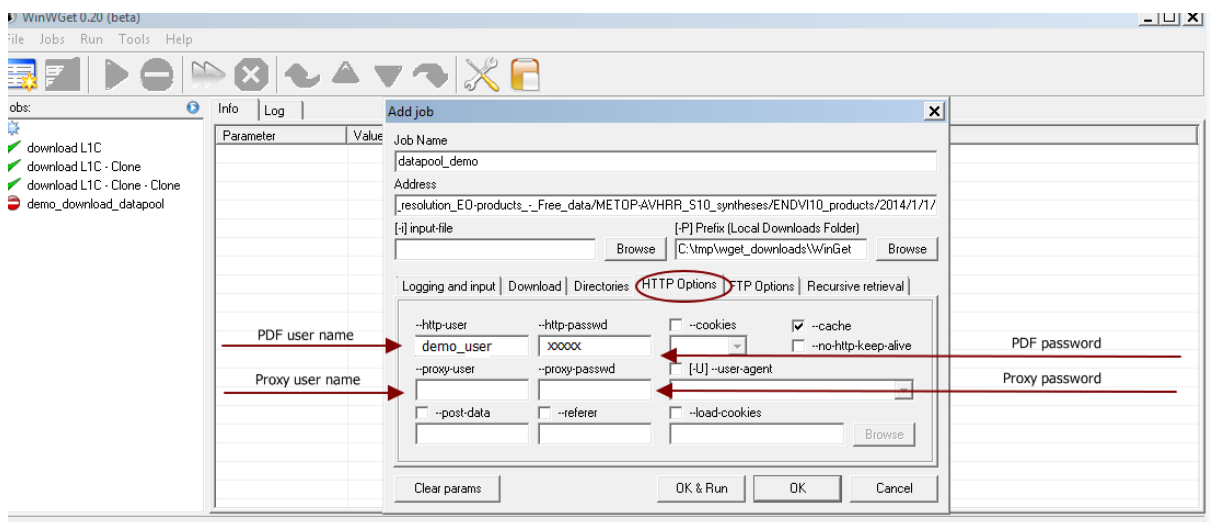 WinWGet 0.20 (beta)
File Jobs Run Tools Help
obs:
Info Log
Parameter Value
download L1C
download L1C - Clone
download L1C - Clone - Clone
demo_download_datapool
Add job
Job Name
datapool_demo
Address
_resolution_EO-products_-_Free_data/METOP-AVHRR_S10_syntheses/ENDVI10_products/2014/1/1/
[-i] input-file [-P] Prefix (Local Downloads Folder)
Browse C:\tmp\wget_downloads\WinGet Browse
Logging and input Download Directories HTTP Options FTP Options Recursive retrieval
--http-user --http-passwd --cookies --cache
demo_user xxxxx --no-http-keep-alive
PDF user name PDF password
--proxy-user --proxy-passwd [-U] --user-agent
Proxy user name Proxy password
--post-data --referer --load-cookies
Browse
Clear params OK & Run OK Cancel